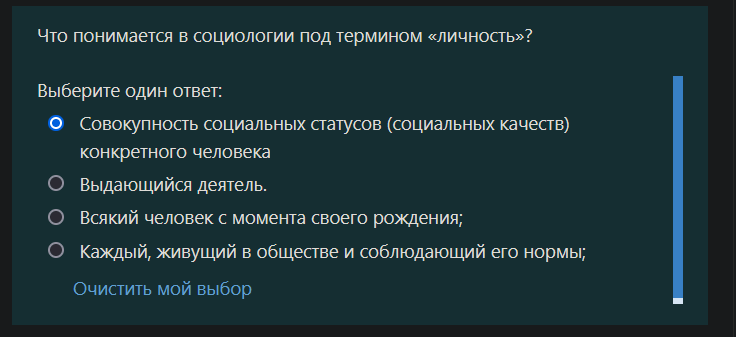 Что понимается в социологии под термином «личность»?
Выберите один ответ:
Совокупность социальных статусов (социальных качеств)
конкретного человека
Выдающийся деятель.
Всякий человек с момента своего рождения;
Каждый, живущий в обществе и соблюдающий его нормы;
Очистить мой выбор